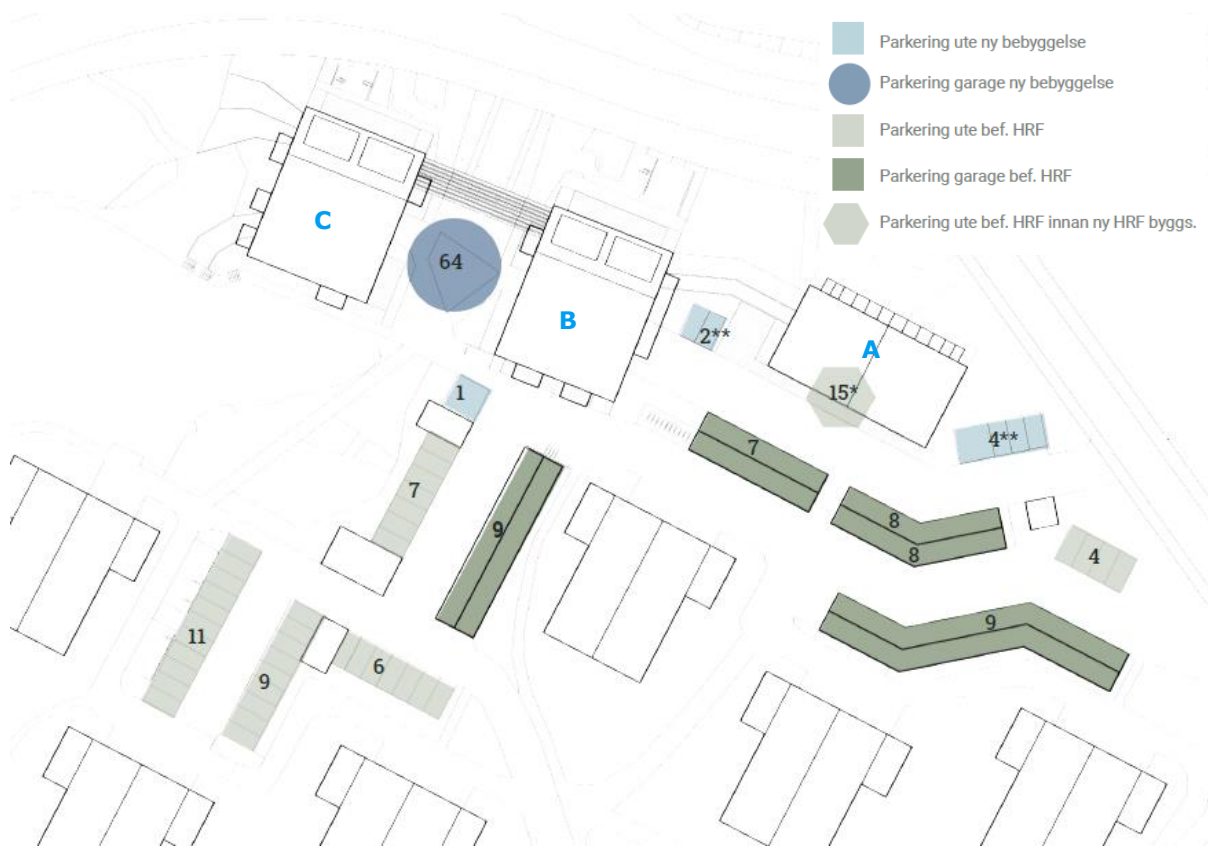 Parkering ute ny bebyggelse
Parkering garage ny bebyggelse
Parkering ute bef. HRF
Parkering garage bef. HRF
Parkering ute bef. HRF innan ny HRF byggs.
C
64
B
2**
A
15*
1
4**
7
7
9
8
8
4
11
9
6
9